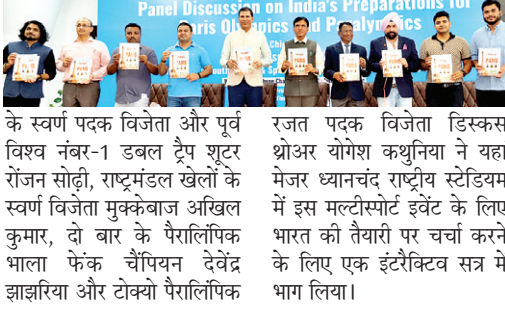 Panel Discussion on India's Preparations for
Paris Olympics and Paralympics
के स्वर्ण पदक विजेता और पूर्व
विश्व नंबर-1 डबल ट्रैप शूटर
रोंजन सोढ़ी, राष्ट्रमंडल खेलों के
स्वर्ण विजेता मुक्केबाज अखिल
कुमार, दो बार के पैरालिंपिक
भाला फेंक चैंपियन देवेंद्र
झाझरिया और टोक्यो पैरालिंपिक
रजत पदक विजेता डिस्कस
थ्रोअर योगेश कथुनिया ने यहा
मेजर ध्यानचंद राष्ट्रीय स्टेडियम
में इस मल्टीस्पोर्ट इवेंट के लिए
भारत की तैयारी पर चर्चा करने
के लिए एक इंटरैक्टिव सत्र मे
भाग लिया।